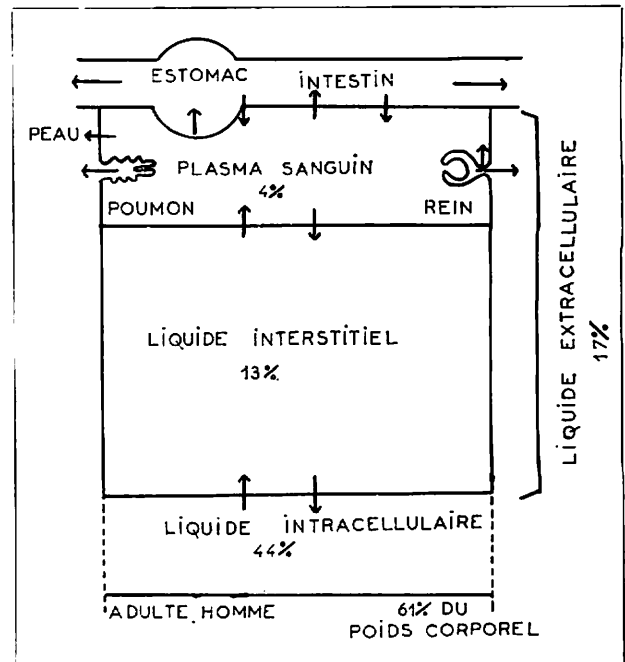 ESTOMAC
INTESTIN
PEAU
PLASMA SANGUIN
4%
POUMON
REIN
LIQUIDE EXTRACELLULAIRE
17%
LIQUIDE INTERSTITIEL
13%
LIQUIDE INTRACELLULAIRE
44%
ADULTE HOMME
61% DU
POIDS CORPOREL